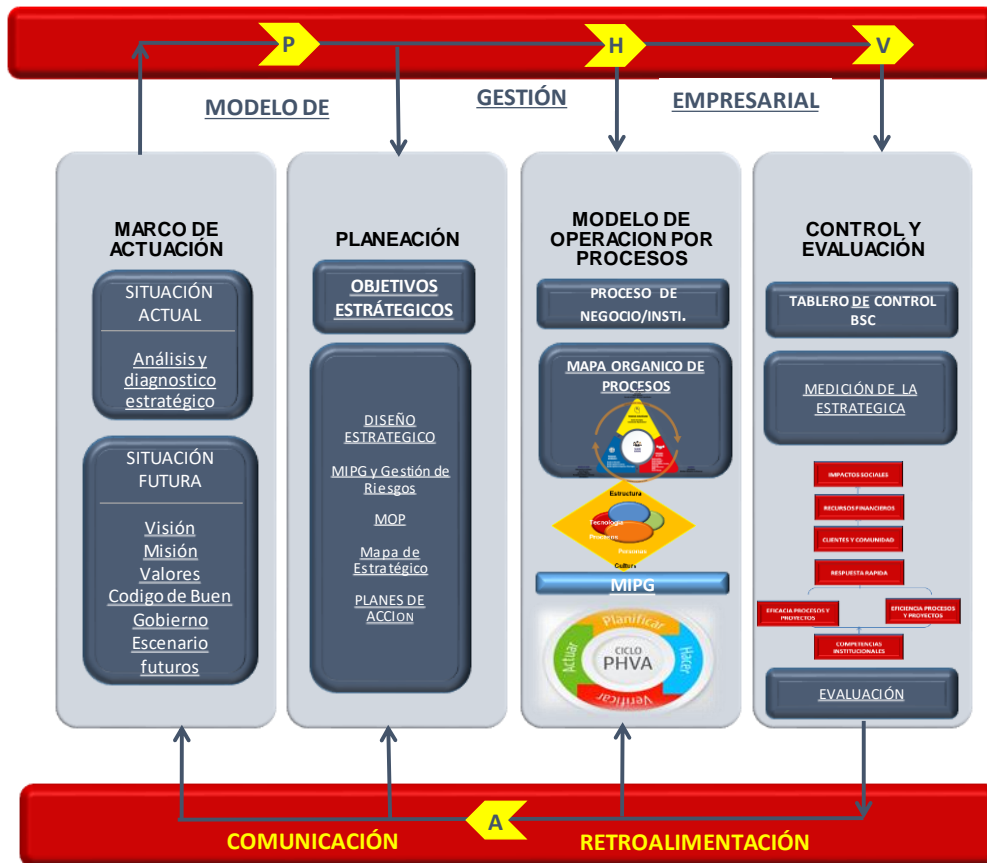 P
H
V
MODELO DE
GESTIÓN
EMPRESARIAL
MARCO DE
ACTUACIÓN
SITUACIÓN
ACTUAL
Análisis y
diagnostico
estratégico
SITUACIÓN
FUTURA
Visión
Misión
Valores
Codigo de Buen
Gobierno
Escenario
futuros
PLANEACIÓN
OBJETIVOS
ESTRÁTEGICOS
DISEÑO
ESTRATEGICO
MIPG y Gestión de
Riesgos
MOP
Mapa de
Estratégico
PLANES DE
ACCION
MODELO DE
OPERACION POR
PROCESOS
PROCESO DE
NEGOCIO/INSTI.
MAPA ORGANICO DE
PROCESOS
Estructura
Tecnología
Procesos
Personas
Cultura
MIPG
Planificar
Hacer
Verificar
Actuar
CICLO
PHVA
CONTROL Y
EVALUACIÓN
TABLERO DE CONTROL
BSC
MEDICIÓN DE LA
ESTRATEGICA
IMPACTOS SOCIALES
RECURSOS FINANCIEROS
CLIENTES Y COMUNIDAD
RESPUESTA RAPIDA
EFICACIA PROCESOS Y
PROYECTOS
EFICIENCIA PROCESOS
Y PROYECTOS
COMPETENCIAS
INSTITUCIONALES
EVALUACIÓN
A
COMUNICACIÓN
RETROALIMENTACIÓN